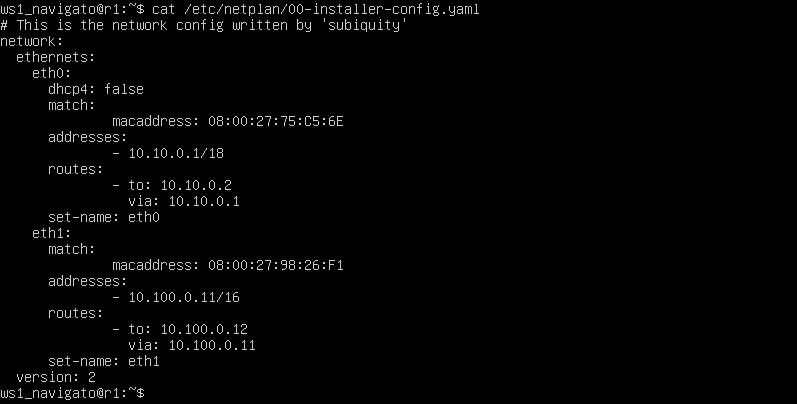 ws1_navigato@r1:~$ cat /etc/netplan/00-installer-config.yaml
# This is the network config written by 'subiquity'
network:
  ethernets:
    eth0:
      dhcp4: false
      match:
              macaddress: 08:00:27:75:C5:6E
      addresses:
              - 10.10.0.1/18
      routes:
              - to: 10.10.0.2
                via: 10.10.0.1
      set-name: eth0
    eth1:
      match:
              macaddress: 08:00:27:98:26:F1
      addresses:
              - 10.100.0.11/16
      routes:
              - to: 10.100.0.12
                via: 10.100.0.11
      set-name: eth1
  version: 2
ws1_navigato@r1:~$